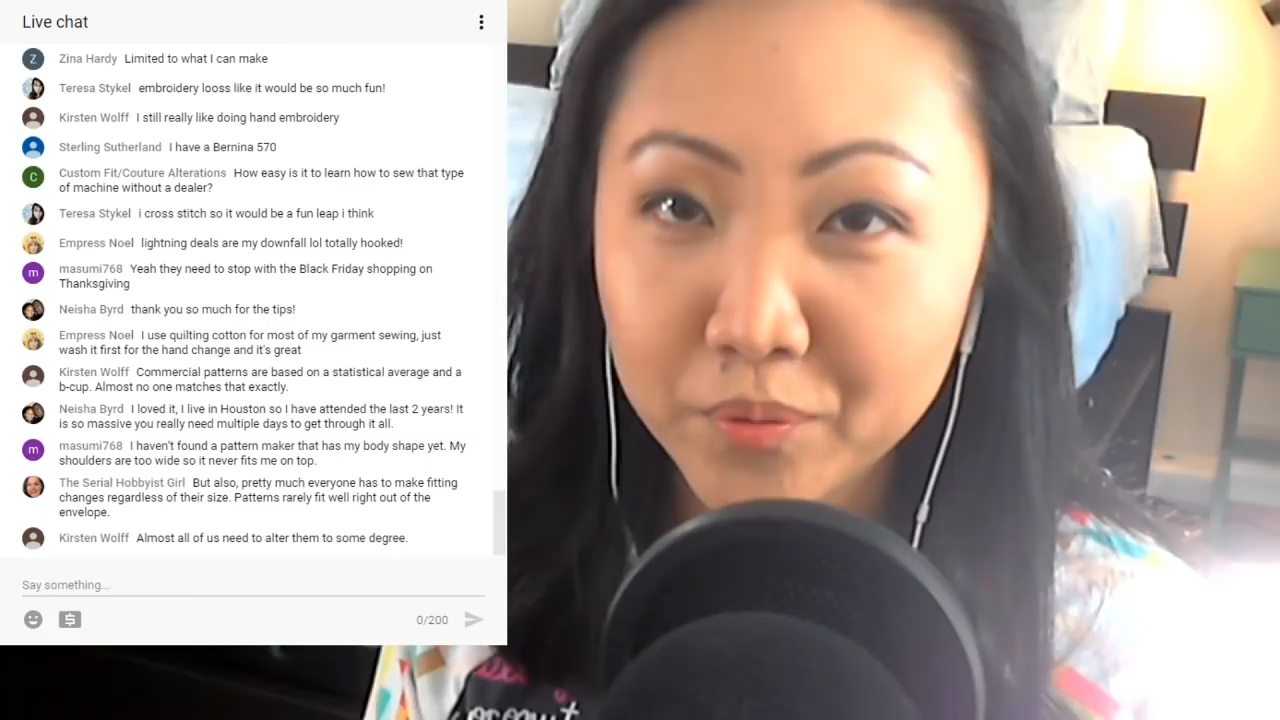 Live chat
Z Zina Hardy Limited to what I can make
Teresa Stykel embroidery looss like it would be so much fun!
Kirsten Wolff I still really like doing hand embroidery
Sterling Sutherland I have a Bernina 570
C Custom Fit/Couture Alterations How easy is it to learn how to sew that type
of machine without a dealer?
Teresa Stykel i cross stitch so it would be a fun leap i think
Empress Noel lightning deals are my downfall lol totally hooked!
m masumi768 Yeah they need to stop with the Black Friday shopping on
Thanksgiving
Neisha Byrd thank you so much for the tips!
Empress Noel I use quilting cotton for most of my garment sewing, just
wash it first for the hand change and it's great
Kirsten Wolff Commercial patterns are based on a statistical average and a
b-cup. Almost no one matches that exactly.
Neisha Byrd I loved it, I live in Houston so I have attended the last 2 years! It
is so massive you really need multiple days to get through it all.
m masumi768 I haven't found a pattern maker that has my body shape yet. My
shoulders are too wide so it never fits me on top.
The Serial Hobbyist Girl But also, pretty much everyone has to make fitting
changes regardless of their size. Patterns rarely fit well right out of the
envelope.
Kirsten Wolff Almost all of us need to alter them to some degree.
Say something...
$ 0/200